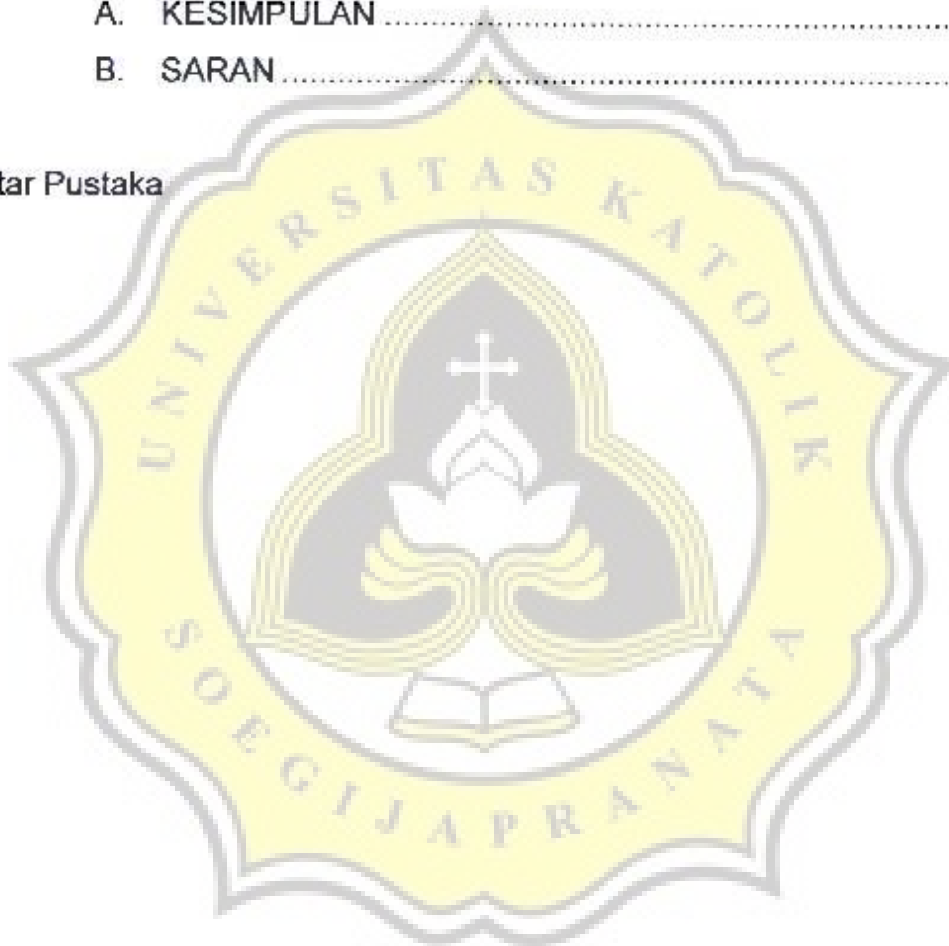 A. KESIMPULAN ...............................................................
B. SARAN ...............................................................
tar Pustaka
UNIVERSITAS KATOLIK
SOEGIJAPRANATA